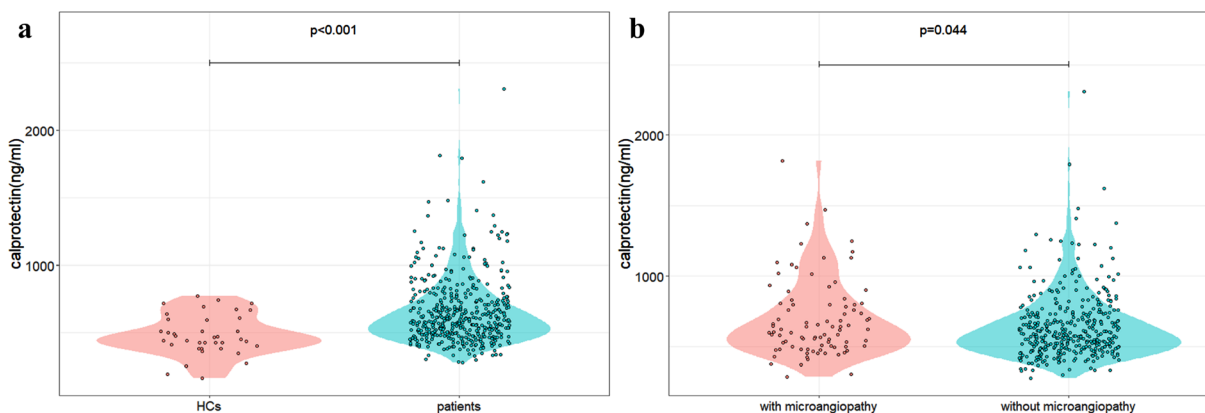 a
p<0.001
calprotectin(ng/ml)
2000
1000
HCs
patients
b
p=0.044
calprotectin(ng/ml)
2000
1000
with microangiopathy
without microangiopathy